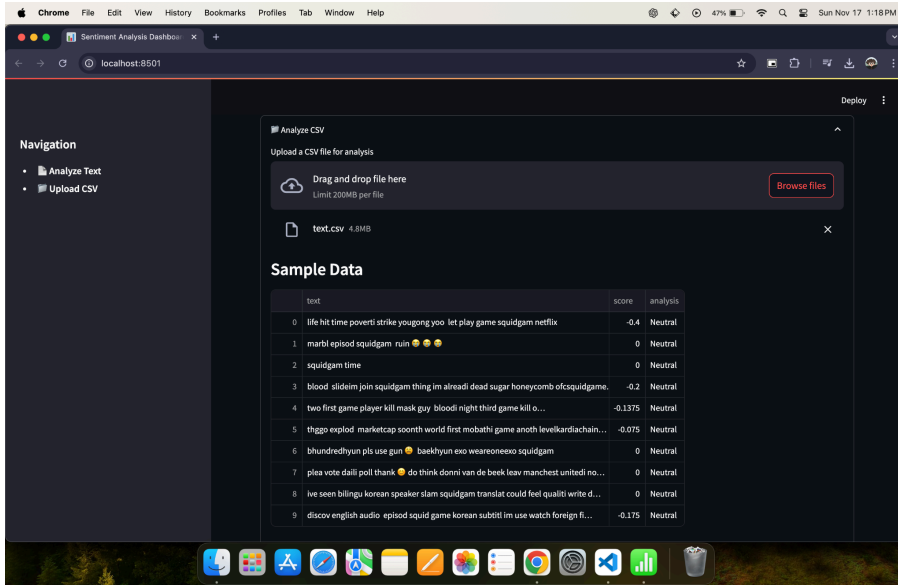 Chrome File Edit View History Bookmarks Profiles Tab Window Help 47% Sun Nov 17 1:18 PM
Sentiment Analysis Dashboar
localhost:8501
Deploy
Navigation
Analyze Text
Upload CSV
Analyze CSV
Upload a CSV file for analysis
Drag and drop file here
Limit 200MB per file
Browse files
text.csv 4.8MB
Sample Data
text score analysis
0 life hit time poverti strike yougong yoo let play game squidgam netflix -0.4 Neutral
1 marbl episod squidgam ruin 😭 😭 😭 0 Neutral
2 squidgam time 0 Neutral
3 blood slideim join squidgam thing im alreadi dead sugar honeycomb ofcsquidgame. -0.2 Neutral
4 two first game player kill mask guy bloodi night third game kill o... -0.1375 Neutral
5 thggo explod marketcap soonth world first mobathi game anoth levelkardiachain... -0.075 Neutral
6 bhundredhyun pls use gun baekhyun exo weareoneexo squidgam 0 Neutral
7 plea vote daili poll thank do think donni van de beek leav manchest unitedi no... 0 Neutral
8 ive seen bilingu korean speaker slam squidgam translat could feel qualiti write d... 0 Neutral
9 discov english audio episod squid game korean subtitl im use watch foreign fi... -0.175 Neutral